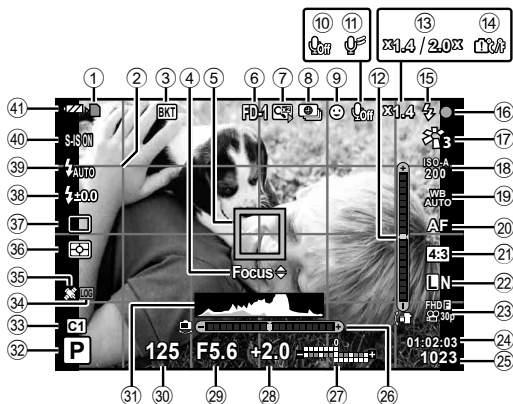 10 11 13 14
Off x1.4 / 2.0x C/F
1 2 3 4 5 6 7 8 9 12 15
41 BKT FD-1 Off x1.4 16
40 S-IS ON 3 17
39 AUTO ISO-A 200 18
38 ±0.0 WB AUTO 19
37 AF 20
36 4:3 21
Focus
35 L N 22
34 LOG FHD F 30p 23
33 C1 01:02:03 24
32 P 125 F5.6 +2.0 0 1023 25
31 30 29 28 27 26